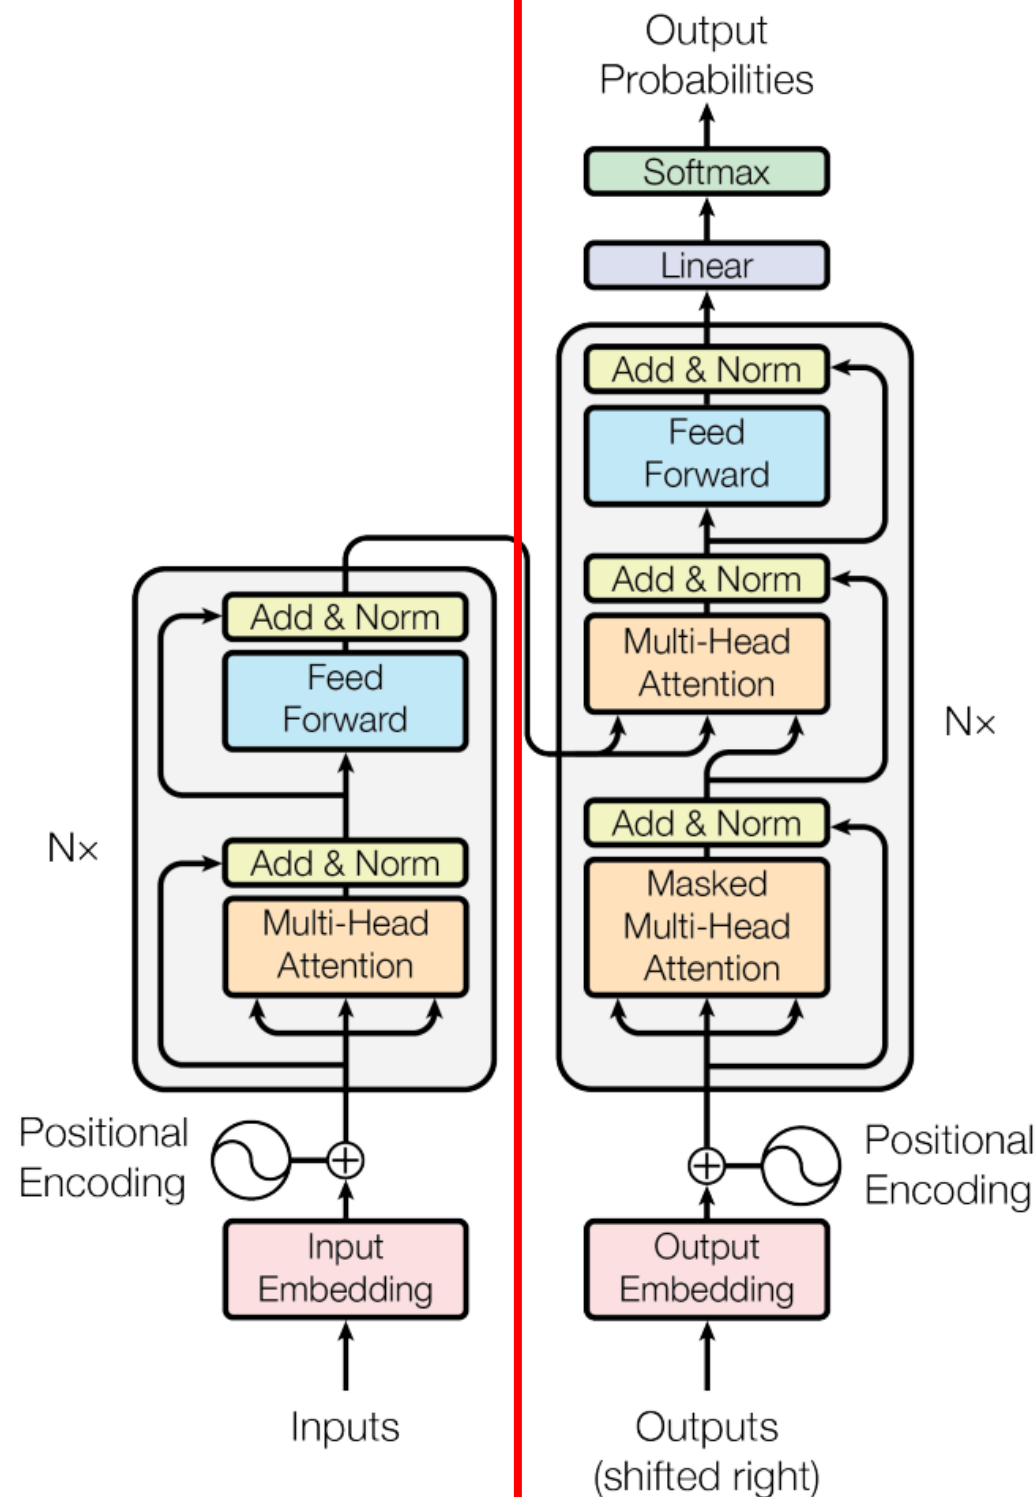 Output
Probabilities
Softmax
Linear
Add & Norm
Feed
Forward
Add & Norm
Multi-Head
Attention
Nx
Add & Norm
Masked
Multi-Head
Attention
Positional
Encoding
Output
Embedding
Outputs
(shifted right)
Add & Norm
Feed
Forward
Nx
Add & Norm
Multi-Head
Attention
Positional
Encoding
Input
Embedding
Inputs